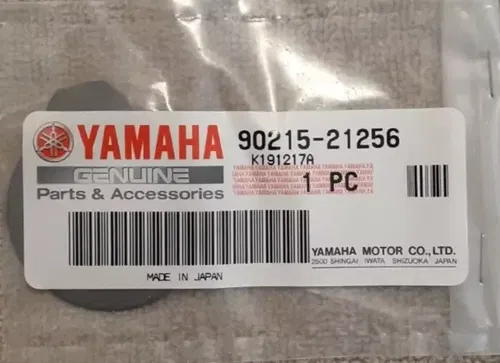 YAMAHA 90215-21256
K191217A
GENUINE
Parts & Accessories
1 PC
YAMAHA MOTOR CO.,LTD.
2500 SHINGAI IWATA SHIZUOKA JAPAN
MADE IN JAPAN